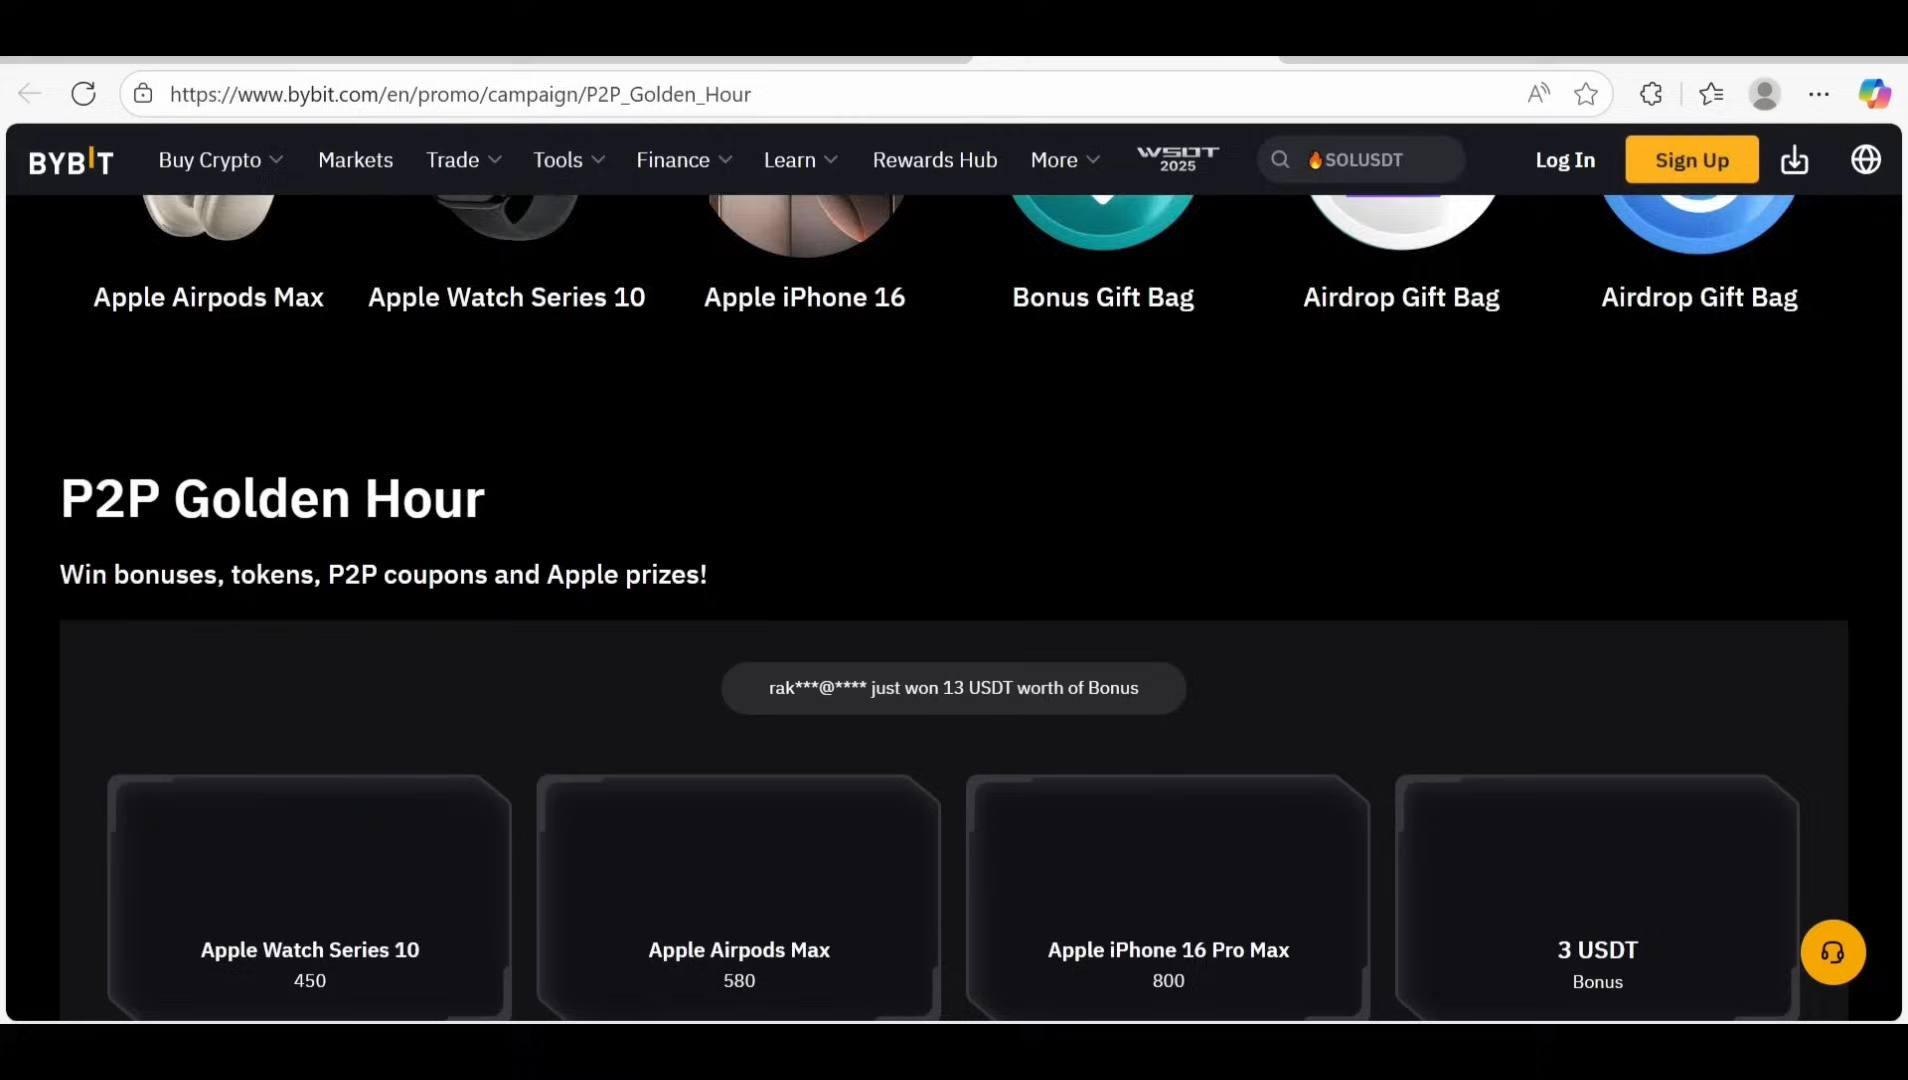 https://www.bybit.com/en/promo/campaign/P2P_Golden_Hour
BYBIT Buy Crypto Markets Trade Tools Finance Learn Rewards Hub More WSOT 2025 SOLUSDT Log In Sign Up
Apple Airpods Max Apple Watch Series 10 Apple iPhone 16 Bonus Gift Bag Airdrop Gift Bag Airdrop Gift Bag
P2P Golden Hour
Win bonuses, tokens, P2P coupons and Apple prizes!
rak***@**** just won 13 USDT worth of Bonus
Apple Watch Series 10 Apple Airpods Max Apple iPhone 16 Pro Max 3 USDT
450 580 800 Bonus